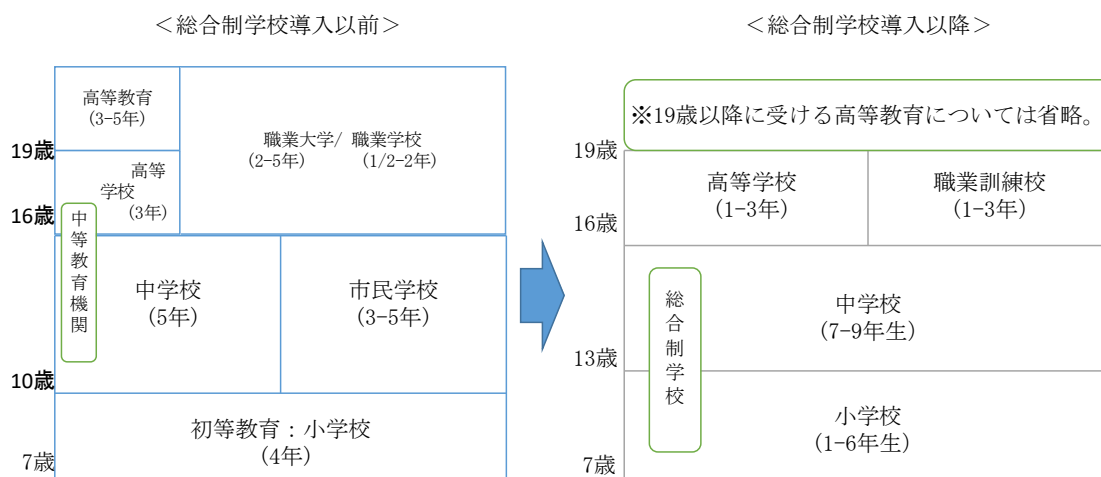 ＜総合制学校導入以前＞
高等教育
(3-5年)
職業大学/ 職業学校
(2-5年) (1/2-2年)
19歳
高等
学校
(3年)
16歳
中等教育機関
中学校
(5年)
市民学校
(3-5年)
10歳
初等教育：小学校
(4年)
7歳
＜総合制学校導入以降＞
※19歳以降に受ける高等教育については省略。
19歳
高等学校
(1-3年)
職業訓練校
(1-3年)
16歳
総合制学校
中学校
(7-9年生)
13歳
小学校
(1-6年生)
7歳